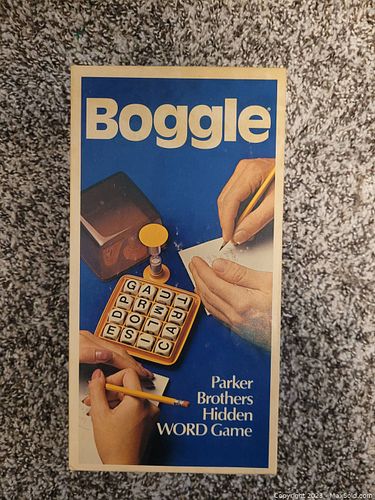 Boggle
G A U T
P R M R
D O L A
E S I C
Parker
Brothers
Hidden
WORD Game
Copyright 2023 - MaxSold.com